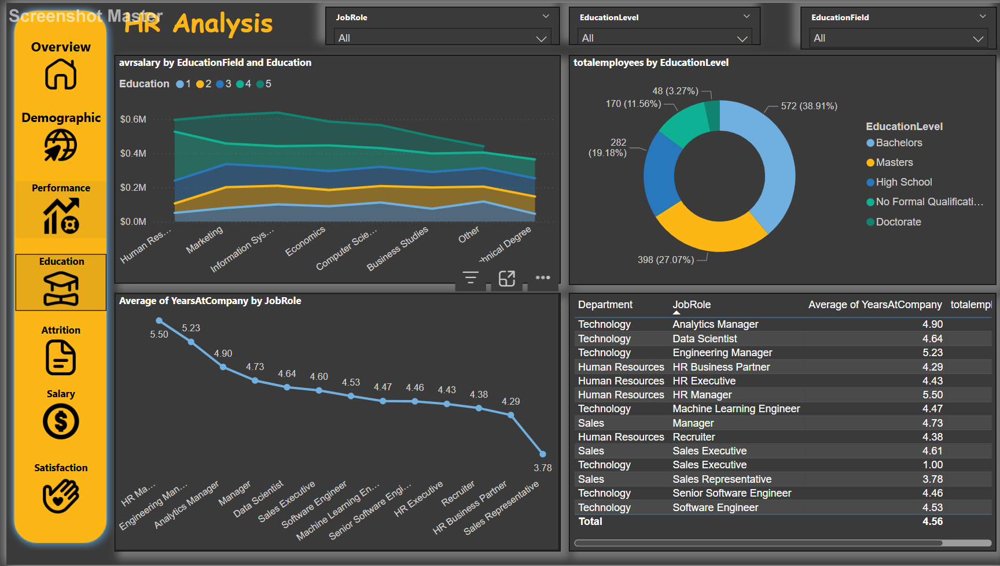 Screenshot Master
HR Analysis
JobRole
All
EducationLevel
All
EducationField
All
Overview
Demographic
Performance
Education
Attrition
Salary
Satisfaction
avrsalary by EducationField and Education
Education 1 2 3 4 5
$0.6M
$0.4M
$0.2M
$0.0M
Human Res…
Marketing
Information Sys…
Economics
Computer Scie…
Business Studies
Other
chnical Degree
totalemployees by EducationLevel
48 (3.27%)
170 (11.56%)
572 (38.91%)
282
(19.18%)
398 (27.07%)
EducationLevel
Bachelors
Masters
High School
No Formal Qualificati…
Doctorate
Average of YearsAtCompany by JobRole
5.50
5.23
4.90
4.73
4.64
4.60
4.53
4.47
4.46
4.43
4.38
4.29
3.78
HR Ma…
Engineering Man…
Analytics Manager
Manager
Data Scientist
Sales Executive
Software Engineer
Machine Learning En…
Senior Software Engi…
HR Executive
Recruiter
HR Business Partner
Sales Representative
Department JobRole Average of YearsAtCompany totalempl
Technology Analytics Manager 4.90
Technology Data Scientist 4.64
Technology Engineering Manager 5.23
Human Resources HR Business Partner 4.29
Human Resources HR Executive 4.43
Human Resources HR Manager 5.50
Technology Machine Learning Engineer 4.47
Sales Manager 4.73
Human Resources Recruiter 4.38
Sales Sales Executive 4.61
Technology Sales Executive 1.00
Sales Sales Representative 3.78
Technology Senior Software Engineer 4.46
Technology Software Engineer 4.53
Total 4.56